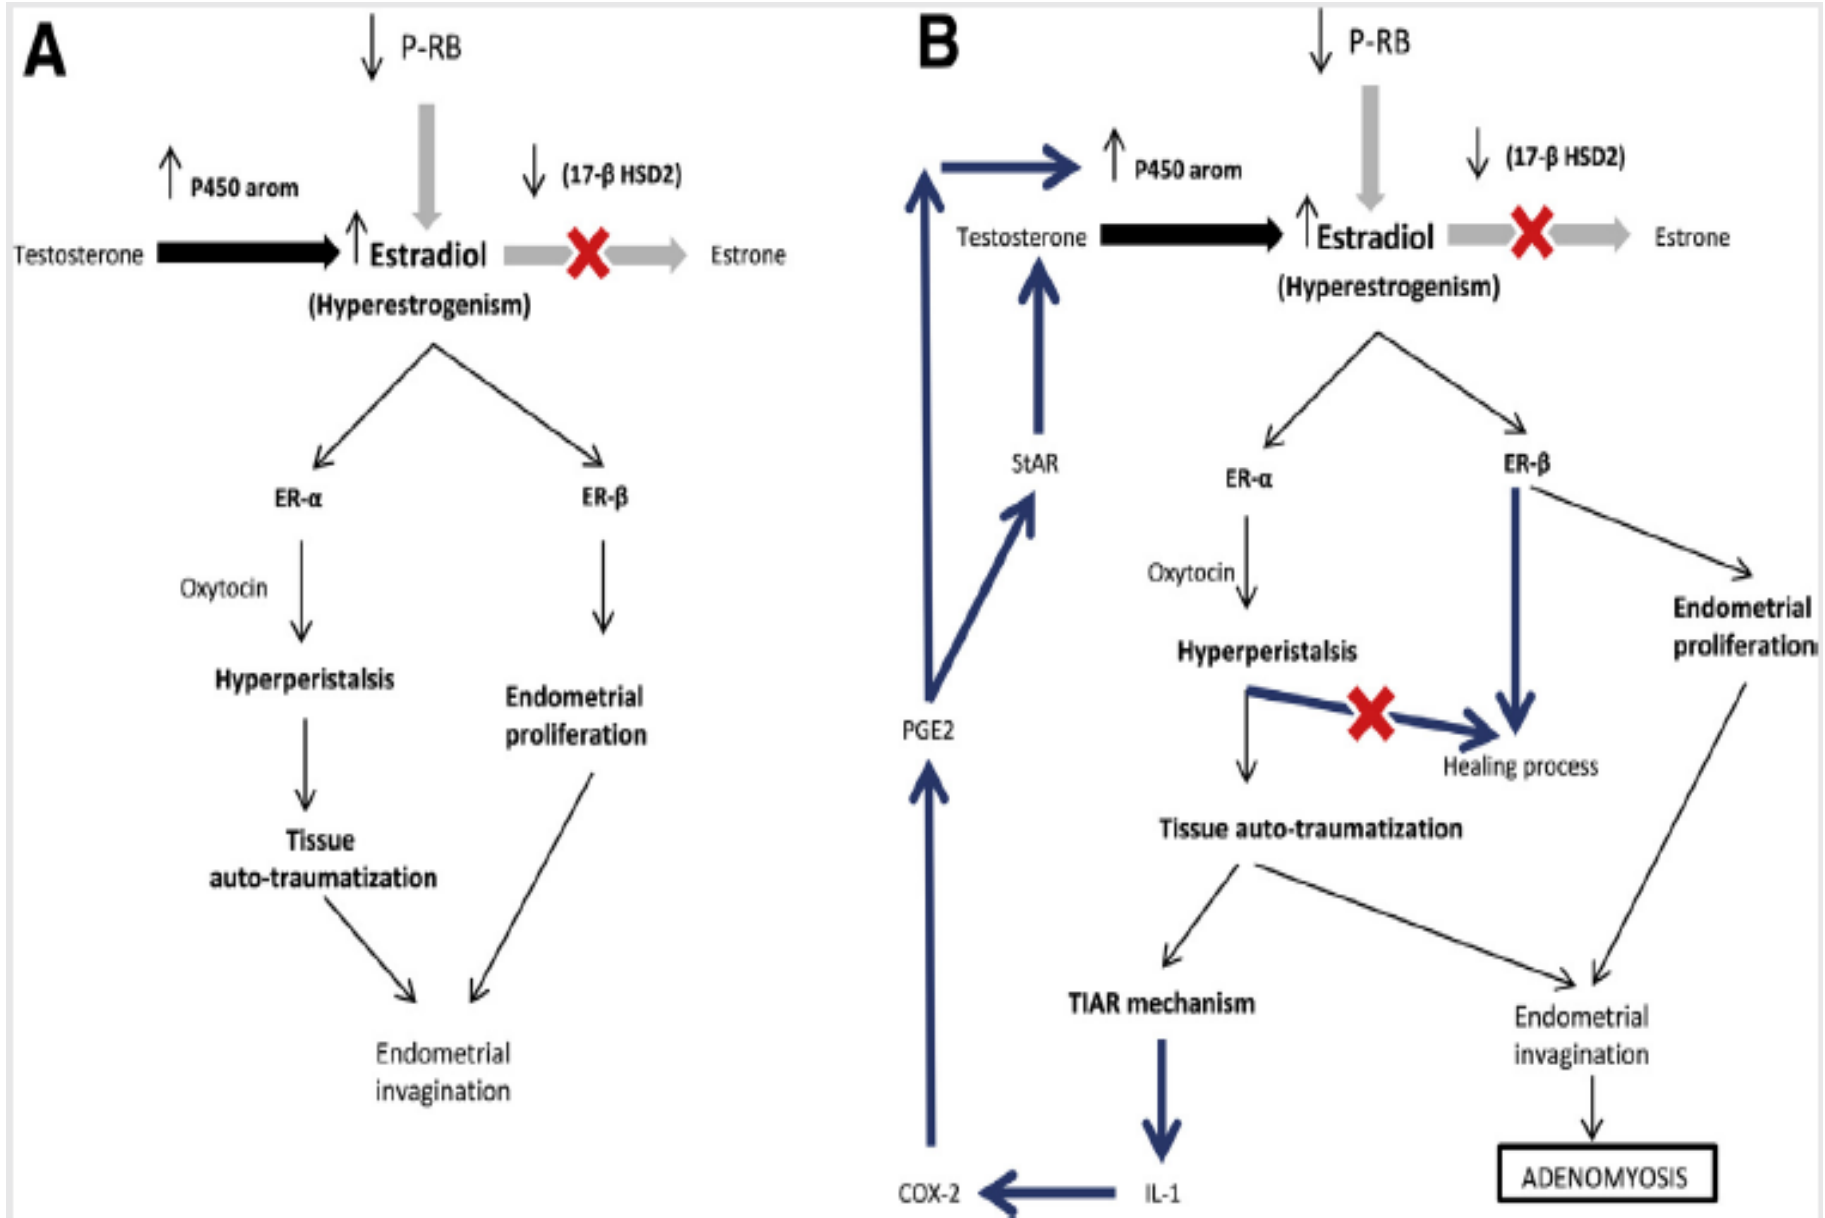 A
P-RB
P450 arom
(17-β HSD2)
Testosterone
Estradiol
Estrone
(Hyperestrogenism)
ER-α
ER-β
Oxytocin
Hyperperistalsis
Endometrial
proliferation
Tissue
auto-traumatization
Endometrial
invagination
B
P-RB
P450 arom
(17-β HSD2)
Testosterone
Estradiol
Estrone
(Hyperestrogenism)
StAR
ER-α
ER-β
Oxytocin
Endometrial
proliferation
Hyperperistalsis
PGE2
Healing process
Tissue auto-traumatization
TIAR mechanism
Endometrial
invagination
COX-2
IL-1
ADENOMYOSIS